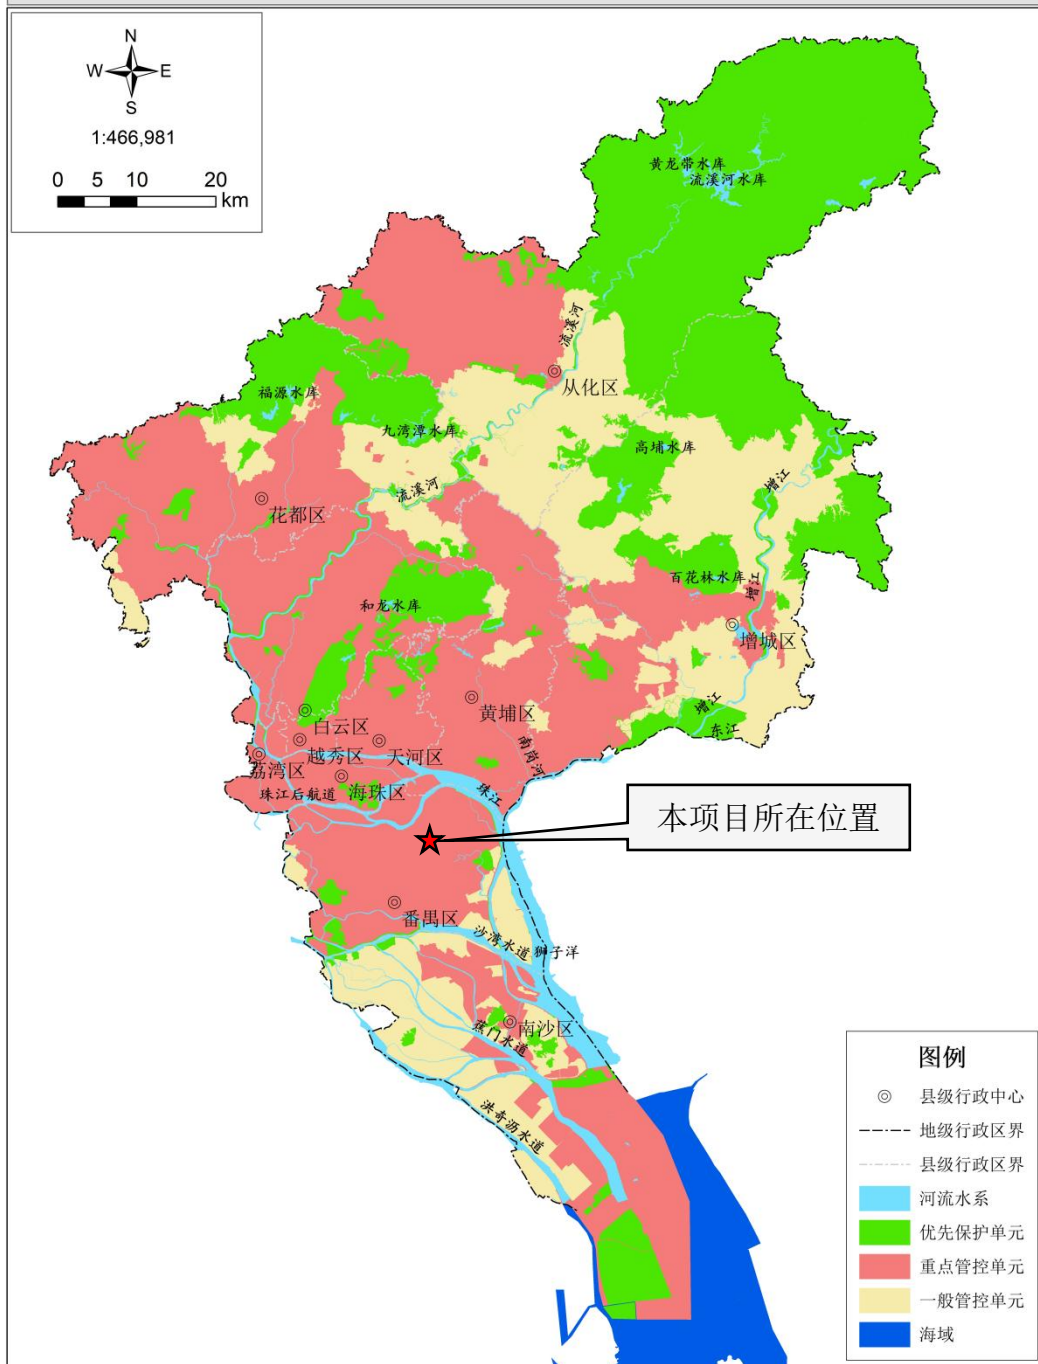 N
W E
S
1:466,981
0 5 10 20
km
黄龙带水库
流溪河水库
流溪河
从化区
福源水库
九湾潭水库
高埔水库
增江
流溪河
花都区
百花林水库
增江
和龙水库
增城区
黄埔区
增江
白云区
东江
越秀区
天河区
南岗河
荔湾区
海珠区
珠江后航道
珠江
本项目所在位置
番禺区
沙湾水道
狮子洋
南沙区
蕉门水道
洪奇沥水道
图例
县级行政中心
地级行政区界
县级行政区界
河流水系
优先保护单元
重点管控单元
一般管控单元
海域